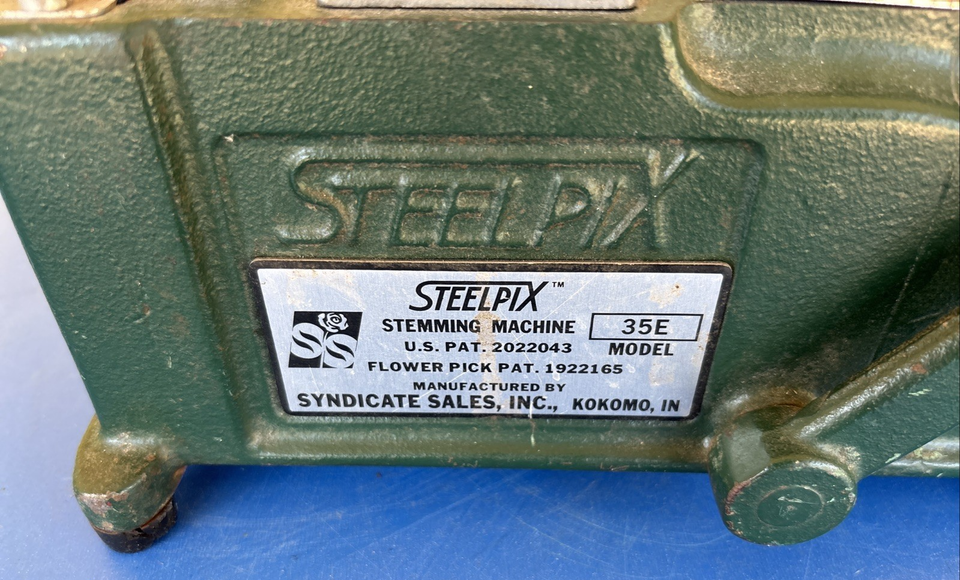 STEELPIX
STEELPIX™
SS
STEMMING MACHINE
35E
U.S. PAT. 2022043
MODEL
FLOWER PICK PAT. 1922165
MANUFACTURED BY
SYNDICATE SALES, INC., KOKOMO, IN